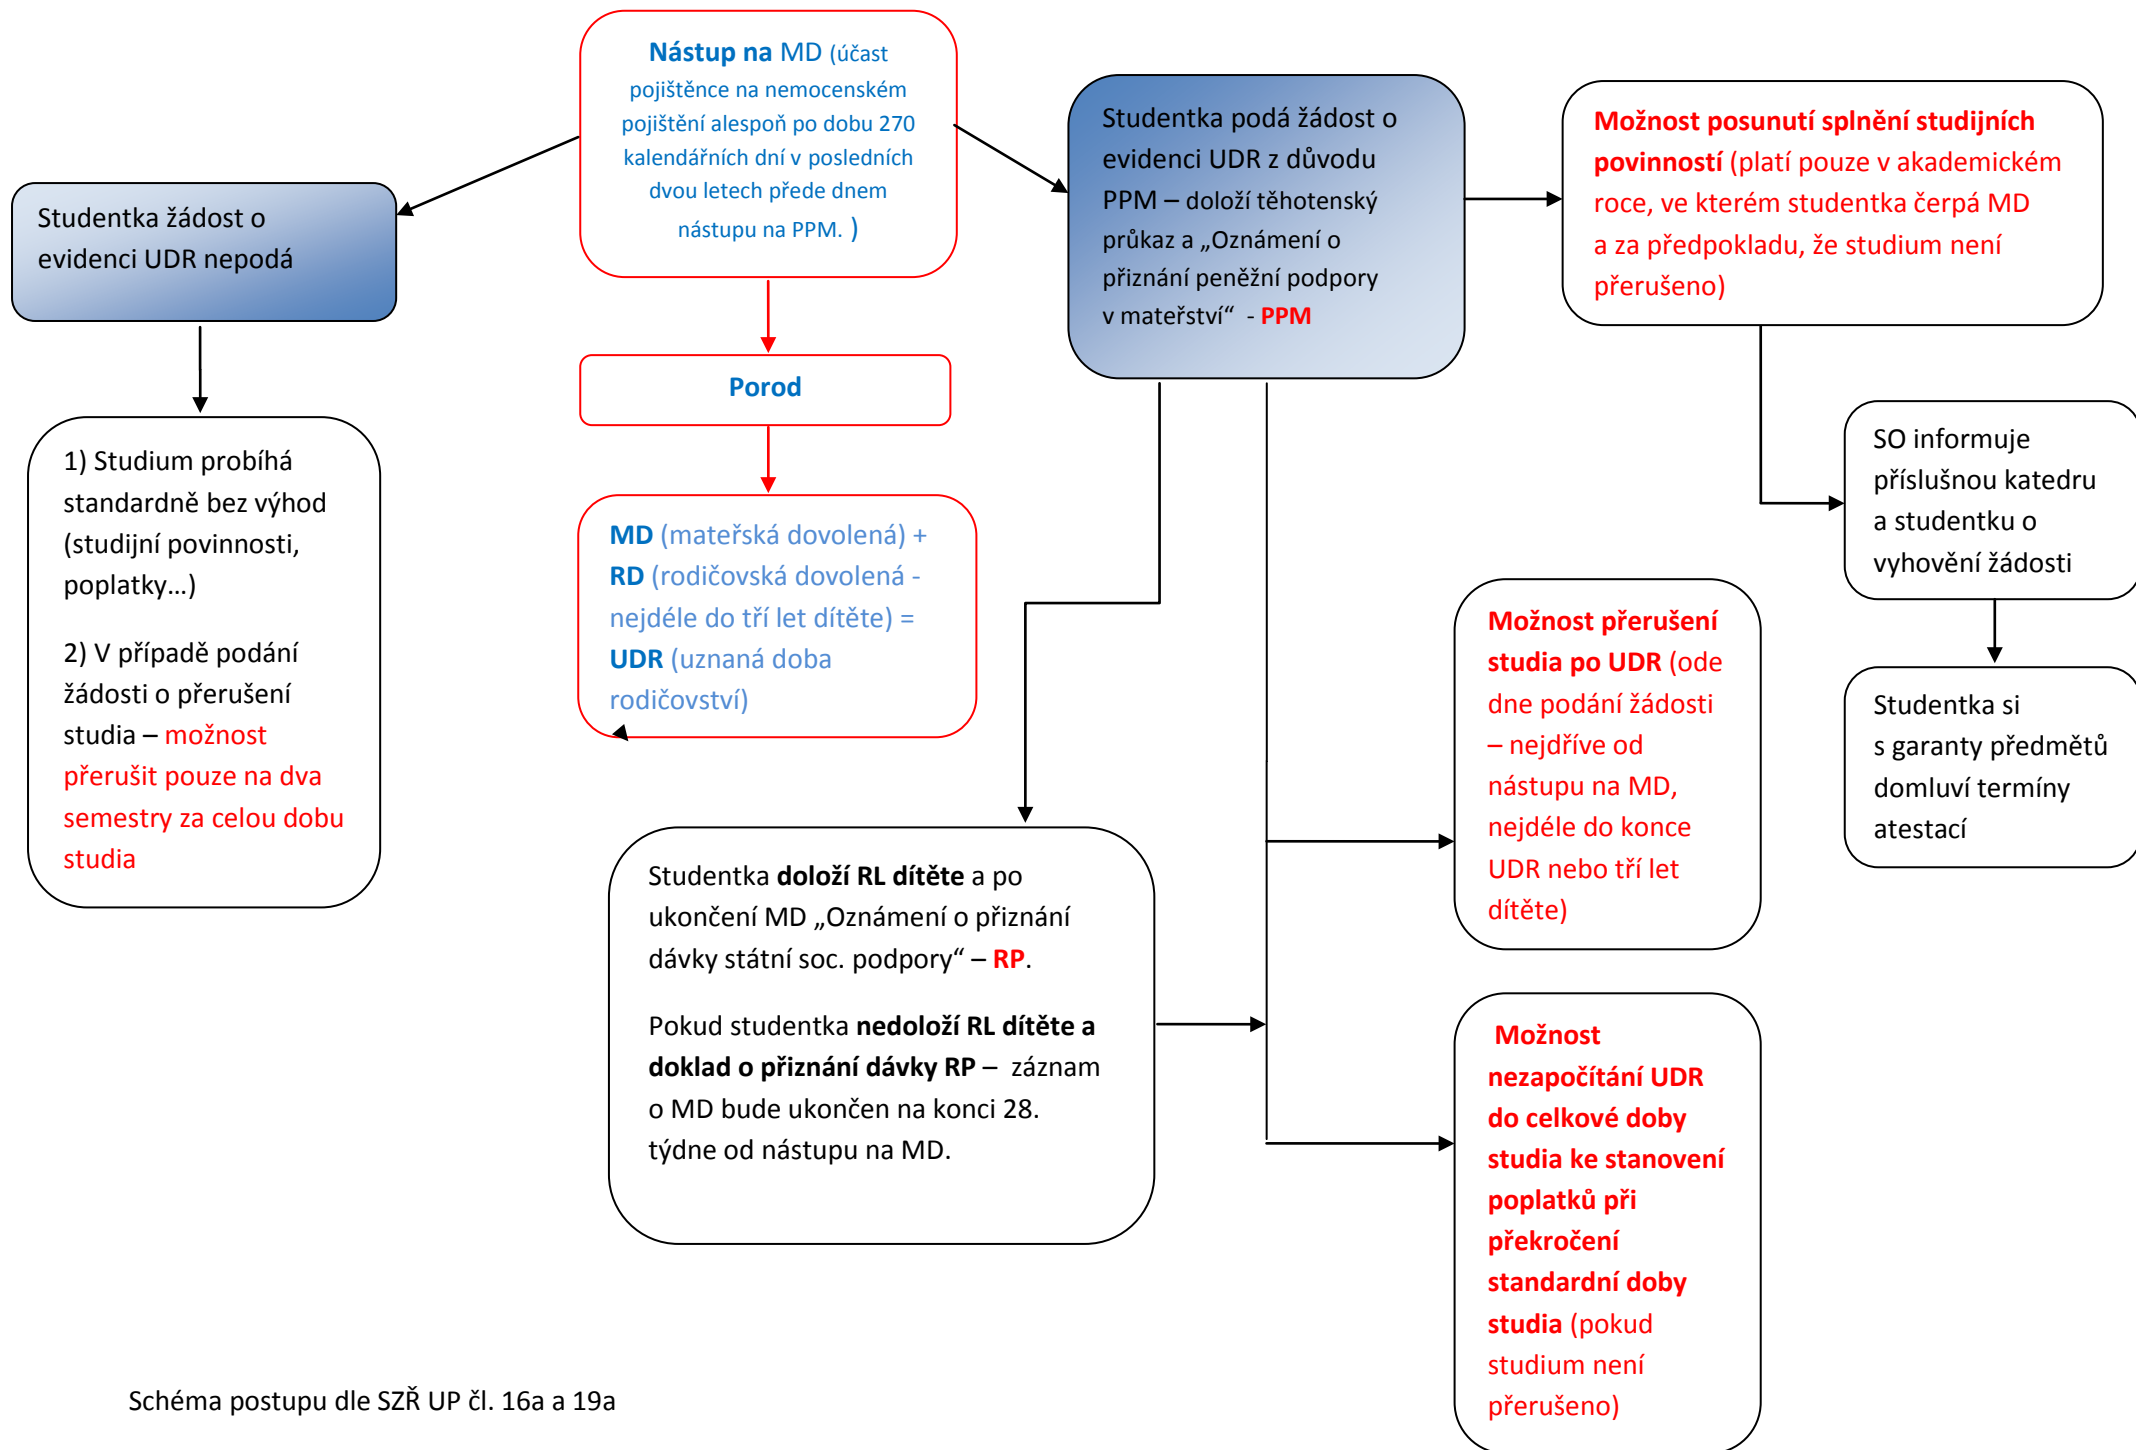 Nástup na MD (účast
pojištěnce na nemocenském
pojištění alespoň po dobu 270
kalendářních dní v posledních
dvou letech přede dnem
nástupu na PPM. )
Studentka žádost o
evidenci UDR nepodá
Studentka podá žádost o
evidenci UDR z důvodu
PPM – doloží těhotenský
průkaz a „Oznámení o
přiznání peněžní podpory
v mateřství“ - PPM
Možnost posunutí splnění studijních
povinností (platí pouze v akademickém
roce, ve kterém studentka čerpá MD
a za předpokladu, že studium není
přerušeno)
Porod
1) Studium probíhá
standardně bez výhod
(studijní povinnosti,
poplatky…)
2) V případě podání
žádosti o přerušení
studia – možnost
přerušit pouze na dva
semestry za celou dobu
studia
MD (mateřská dovolená) +
RD (rodičovská dovolená -
nejdéle do tří let dítěte) =
UDR (uznaná doba
rodičovství)
SO informuje
příslušnou katedru
a studentku o
vyhovění žádosti
Možnost přerušení
studia po UDR (ode
dne podání žádosti
– nejdříve od
nástupu na MD,
nejdéle do konce
UDR nebo tří let
dítěte)
Studentka si
s garanty předmětů
domluví termíny
atestací
Studentka doloží RL dítěte a po
ukončení MD „Oznámení o přiznání
dávky státní soc. podpory“ – RP.
Pokud studentka nedoloží RL dítěte a
doklad o přiznání dávky RP – záznam
o MD bude ukončen na konci 28.
týdne od nástupu na MD.
Možnost
nezapočítání UDR
do celkové doby
studia ke stanovení
poplatků při
překročení
standardní doby
studia (pokud
studium není
přerušeno)
Schéma postupu dle SZŘ UP čl. 16a a 19a